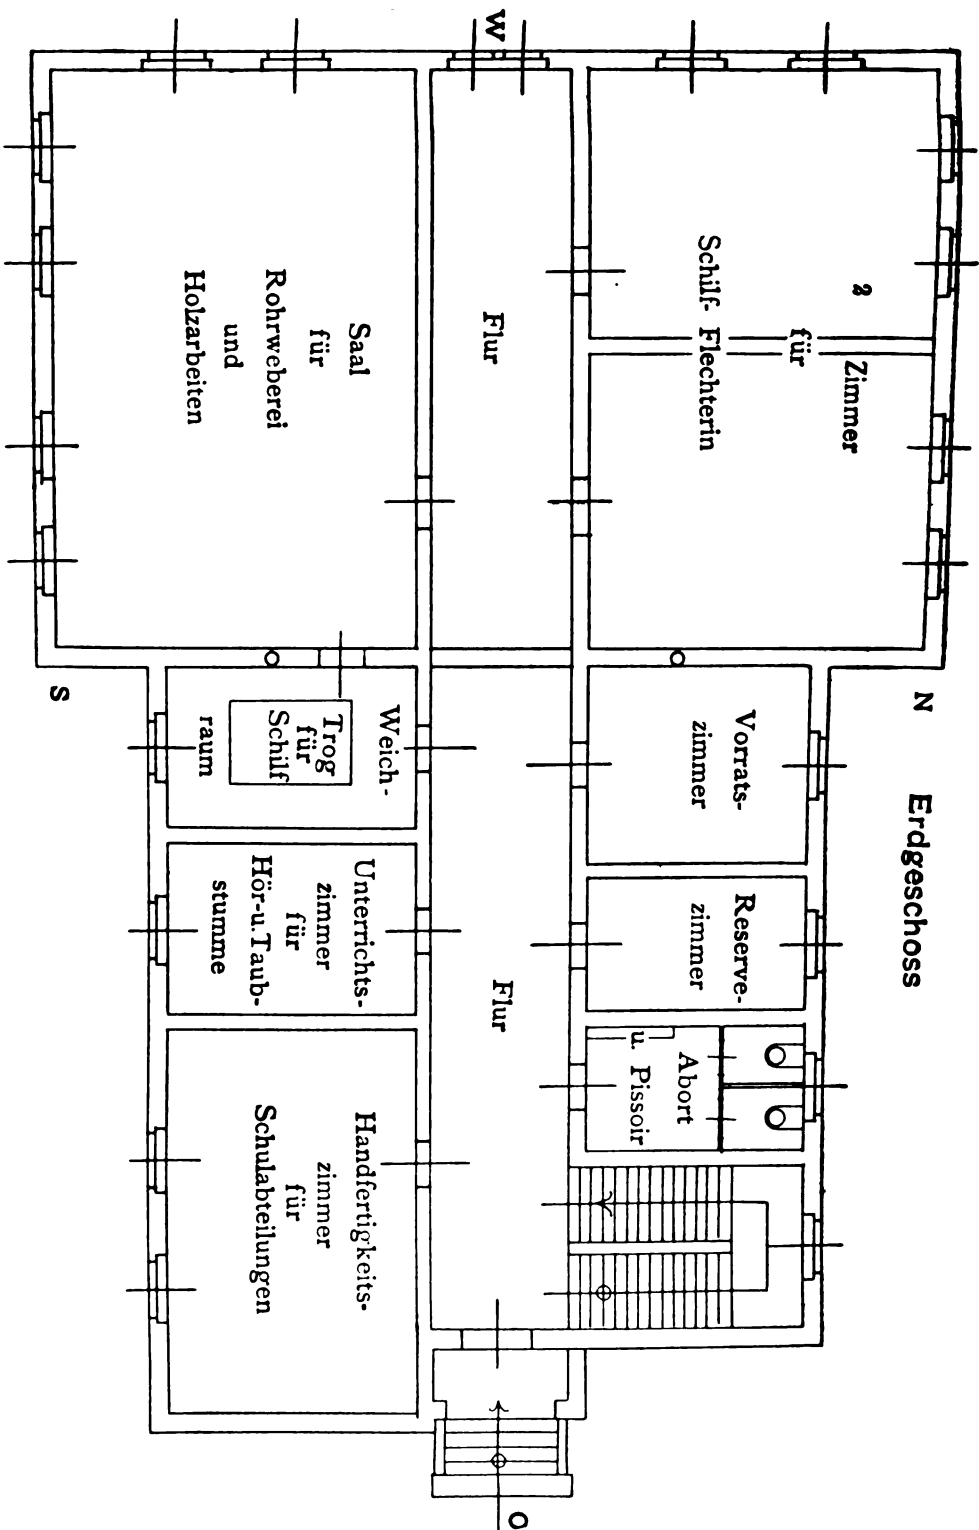 Erdgeschoss
N
W
S
O
2 Zimmer
für
Schilf-Flechterin
Vorrats-
zimmer
Reserve-
zimmer
Abort
u. Pissoir
Flur
Flur
Saal
für
Rohrweberei
und
Holzarbeiten
Weich-
raum
Trog
für
Schilf
Unterrichts-
zimmer
für
Hör-u.Taub-
stumme
Handfertigkeits-
zimmer
für
Schulabteilungen